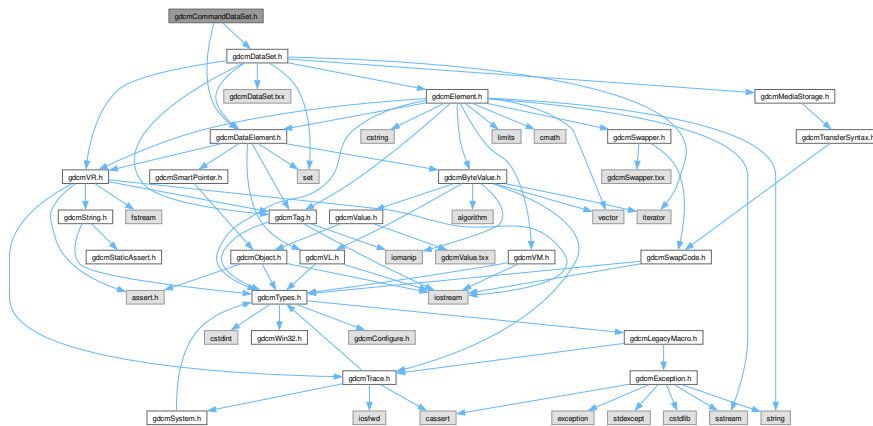 gdcmCommandDataSet.h
gdcmDataSet.h
gdcmDataSet.txx
gdcmElement.h
gdcmMediaStorage.h
gdcmDataElement.h
cstring
limits
cmath
gdcmSwapper.h
gdcmTransferSyntax.h
gdcmVR.h
gdcmSmartPointer.h
set
gdcmByteValue.h
gdcmSwapper.txx
gdcmString.h
fstream
gdcmTag.h
gdcmValue.h
algorithm
vector
iterator
gdcmStaticAssert.h
gdcmObject.h
gdcmVL.h
iomanip
gdcmValue.txx
gdcmVM.h
gdcmSwapCode.h
assert.h
gdcmTypes.h
iostream
cstdint
gdcmWin32.h
gdcmConfigure.h
gdcmLegacyMacro.h
gdcmTrace.h
gdcmException.h
gdcmSystem.h
iosfwd
cassert
exception
stdexcept
cstdlib
sstream
string